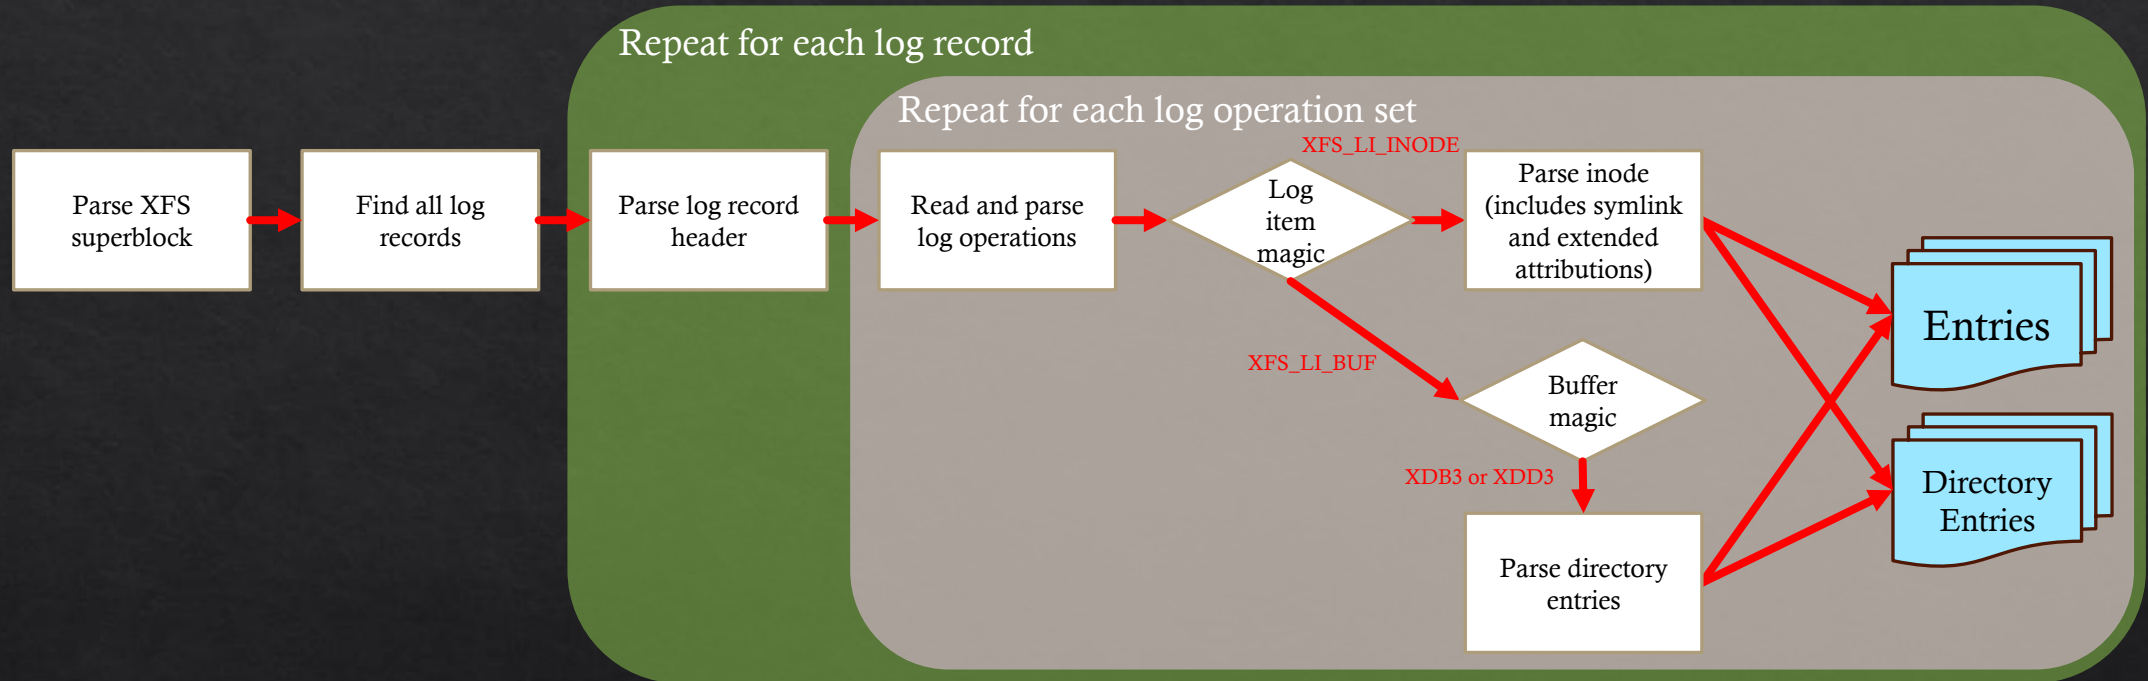 Repeat for each log record
Repeat for each log operation set
Parse XFS
superblock
Find all log
records
Parse log record
header
Read and parse
log operations
Log
item
magic
XFS_LI_INODE
Parse inode
(includes symlink
and extended
attributions)
XFS_LI_BUF
Buffer
magic
XDB3 or XDD3
Parse directory
entries
Entries
Directory
Entries